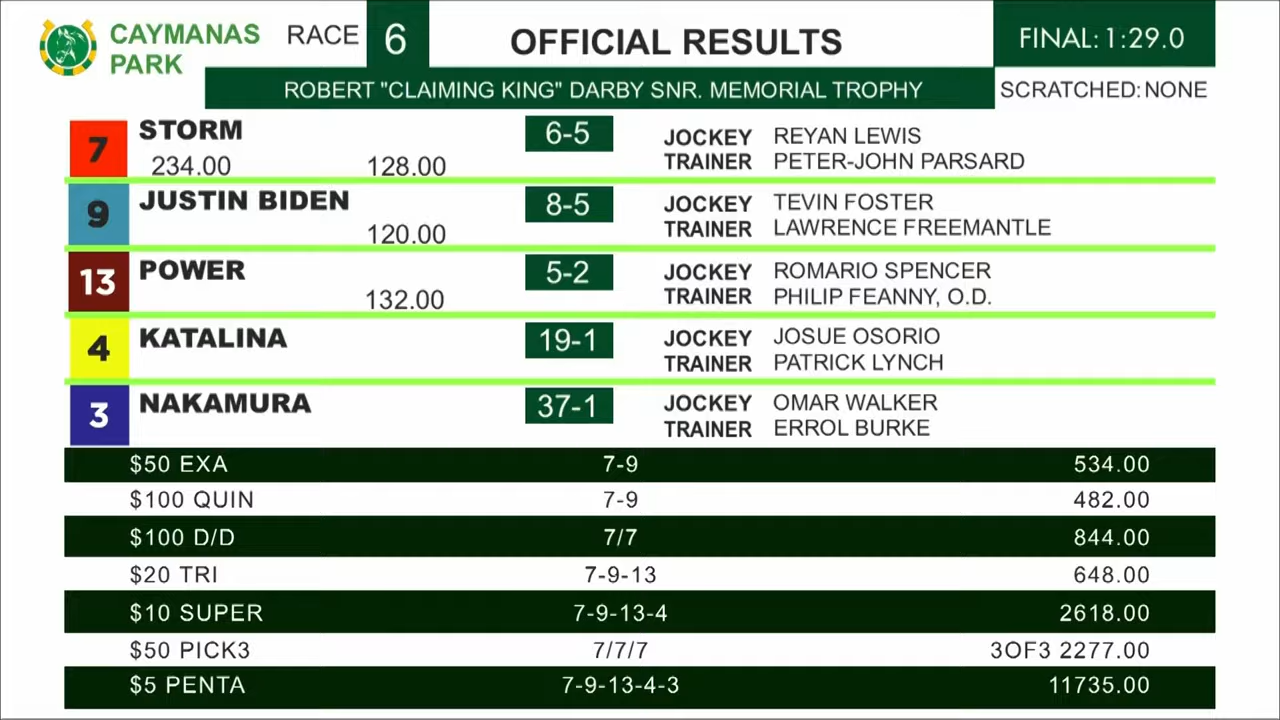 CAYMANAS PARK RACE 6 OFFICIAL RESULTS FINAL: 1:29.0
ROBERT "CLAIMING KING" DARBY SNR. MEMORIAL TROPHY SCRATCHED: NONE
7 STORM 6-5 JOCKEY REYAN LEWIS
234.00 128.00 TRAINER PETER-JOHN PARSARD
9 JUSTIN BIDEN 8-5 JOCKEY TEVIN FOSTER
120.00 TRAINER LAWRENCE FREEMANTLE
13 POWER 5-2 JOCKEY ROMARIO SPENCER
132.00 TRAINER PHILIP FEANNY, O.D.
4 KATALINA 19-1 JOCKEY JOSUE OSORIO
TRAINER PATRICK LYNCH
3 NAKAMURA 37-1 JOCKEY OMAR WALKER
TRAINER ERROL BURKE
$50 EXA 7-9 534.00
$100 QUIN 7-9 482.00
$100 D/D 7/7 844.00
$20 TRI 7-9-13 648.00
$10 SUPER 7-9-13-4 2618.00
$50 PICK3 7/7/7 3OF3 2277.00
$5 PENTA 7-9-13-4-3 11735.00